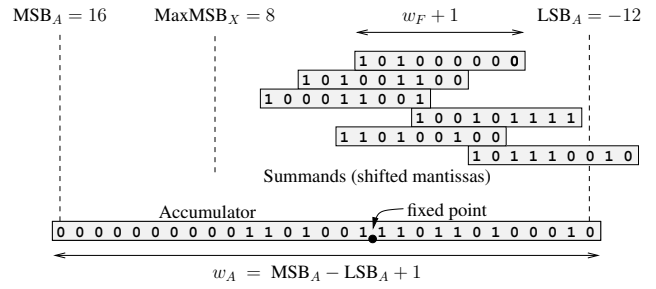 MSB_A = 16 MaxMSB_X = 8 w_F + 1 LSB_A = −12
1 0 1 0 0 0 0 0 0
1 0 1 0 0 1 1 0 0
1 0 0 0 1 1 0 0 1
1 0 0 1 0 1 1 1 1
1 1 0 1 0 0 1 0 0
1 0 1 1 1 0 0 1 0
Summands (shifted mantissas)
Accumulator fixed point
0 0 0 0 0 0 0 0 0 0 1 1 0 1 0 0 1 1 1 0 1 1 0 1 0 0 0 1 0
w_A = MSB_A − LSB_A + 1